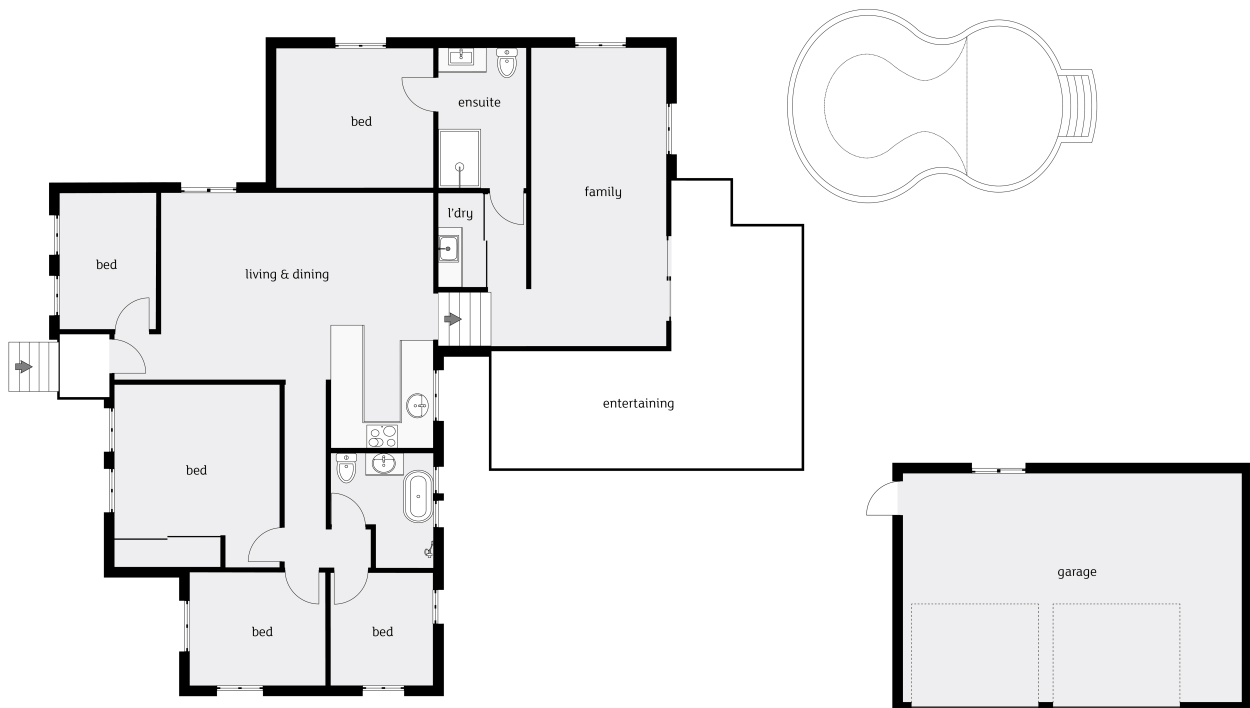 ensuite
bed
family
l'dry
bed
living & dining
entertaining
bed
garage
bed
bed